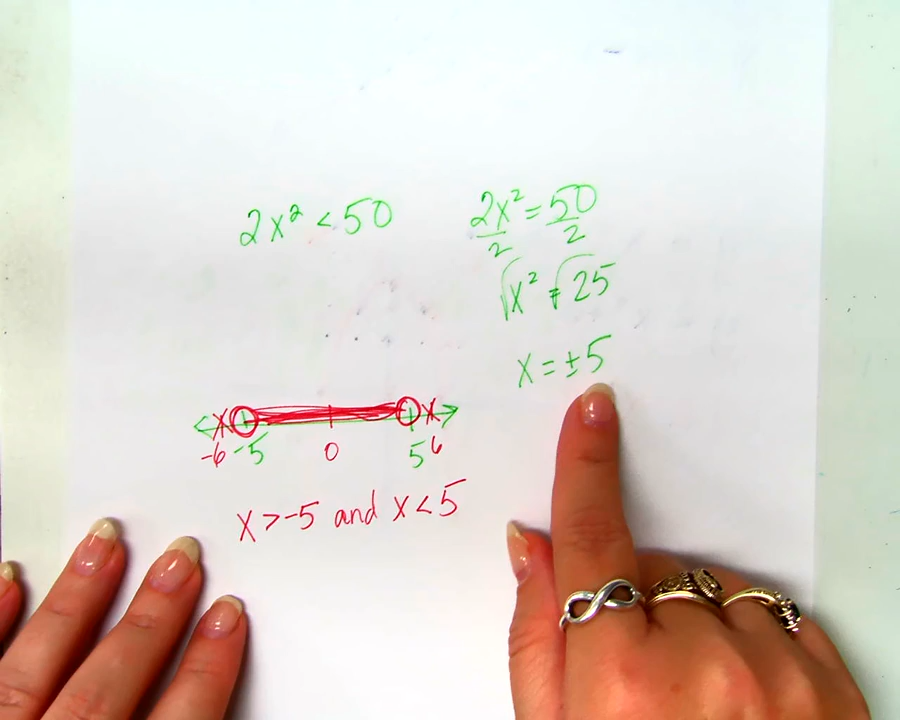 2x² < 50
2x² = 50
2 2
√x² = √25
x = ±5
x x
-6 -5 0 5 6
x > -5 and x < 5